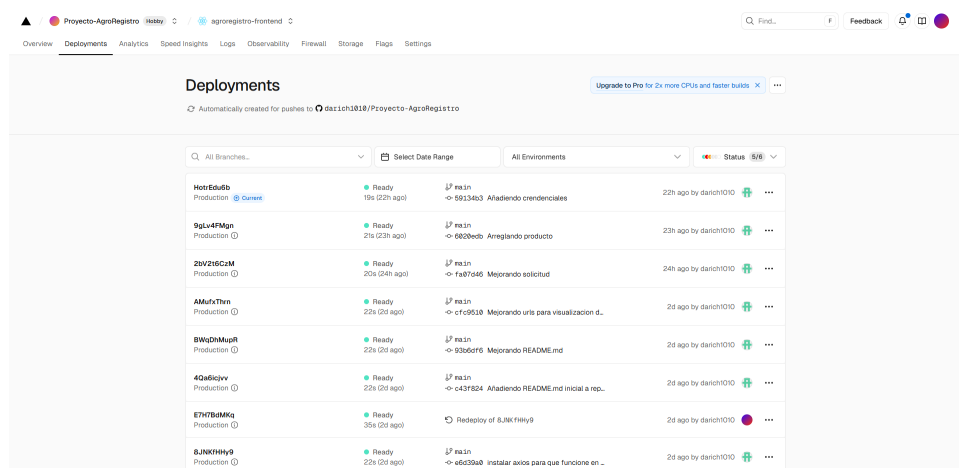 Proyecto-AgroRegistro Hobby agroregistro-frontend Find... F Feedback
Overview Deployments Analytics Speed Insights Logs Observability Firewall Storage Flags Settings
Deployments
Upgrade to Pro for 2x more CPUs and faster builds
Automatically created for pushes to darich1010/Proyecto-AgroRegistro
All Branches... Select Date Range All Environments Status 5/6
HotrEdu6b Ready main
Production Current 19s (22h ago) 59134b3 Añadiendo crendenciales 22h ago by darich1010
9gLv4FMgn Ready main
Production 21s (23h ago) 6020edb Arreglando producto 23h ago by darich1010
2bV2t6CzM Ready main
Production 20s (24h ago) fa07d46 Mejorando solicitud 24h ago by darich1010
AMufxThrn Ready main
Production 22s (2d ago) cfc9510 Mejorando urls para visualizacion d... 2d ago by darich1010
BWqDhMupR Ready main
Production 22s (2d ago) 93b6df6 Mejorando README.md 2d ago by darich1010
4Qa6icjvv Ready main
Production 22s (2d ago) c43f824 Añadiendo README.md inicial a rep... 2d ago by darich1010
E7H7BdMKq Ready
Production 35s (2d ago) Redeploy of 8JNKfHHy9 2d ago by darich1010
8JNKfHHy9 Ready main
Production 22s (2d ago) e6d39a0 instalar axios para que funcione en ... 2d ago by darich1010